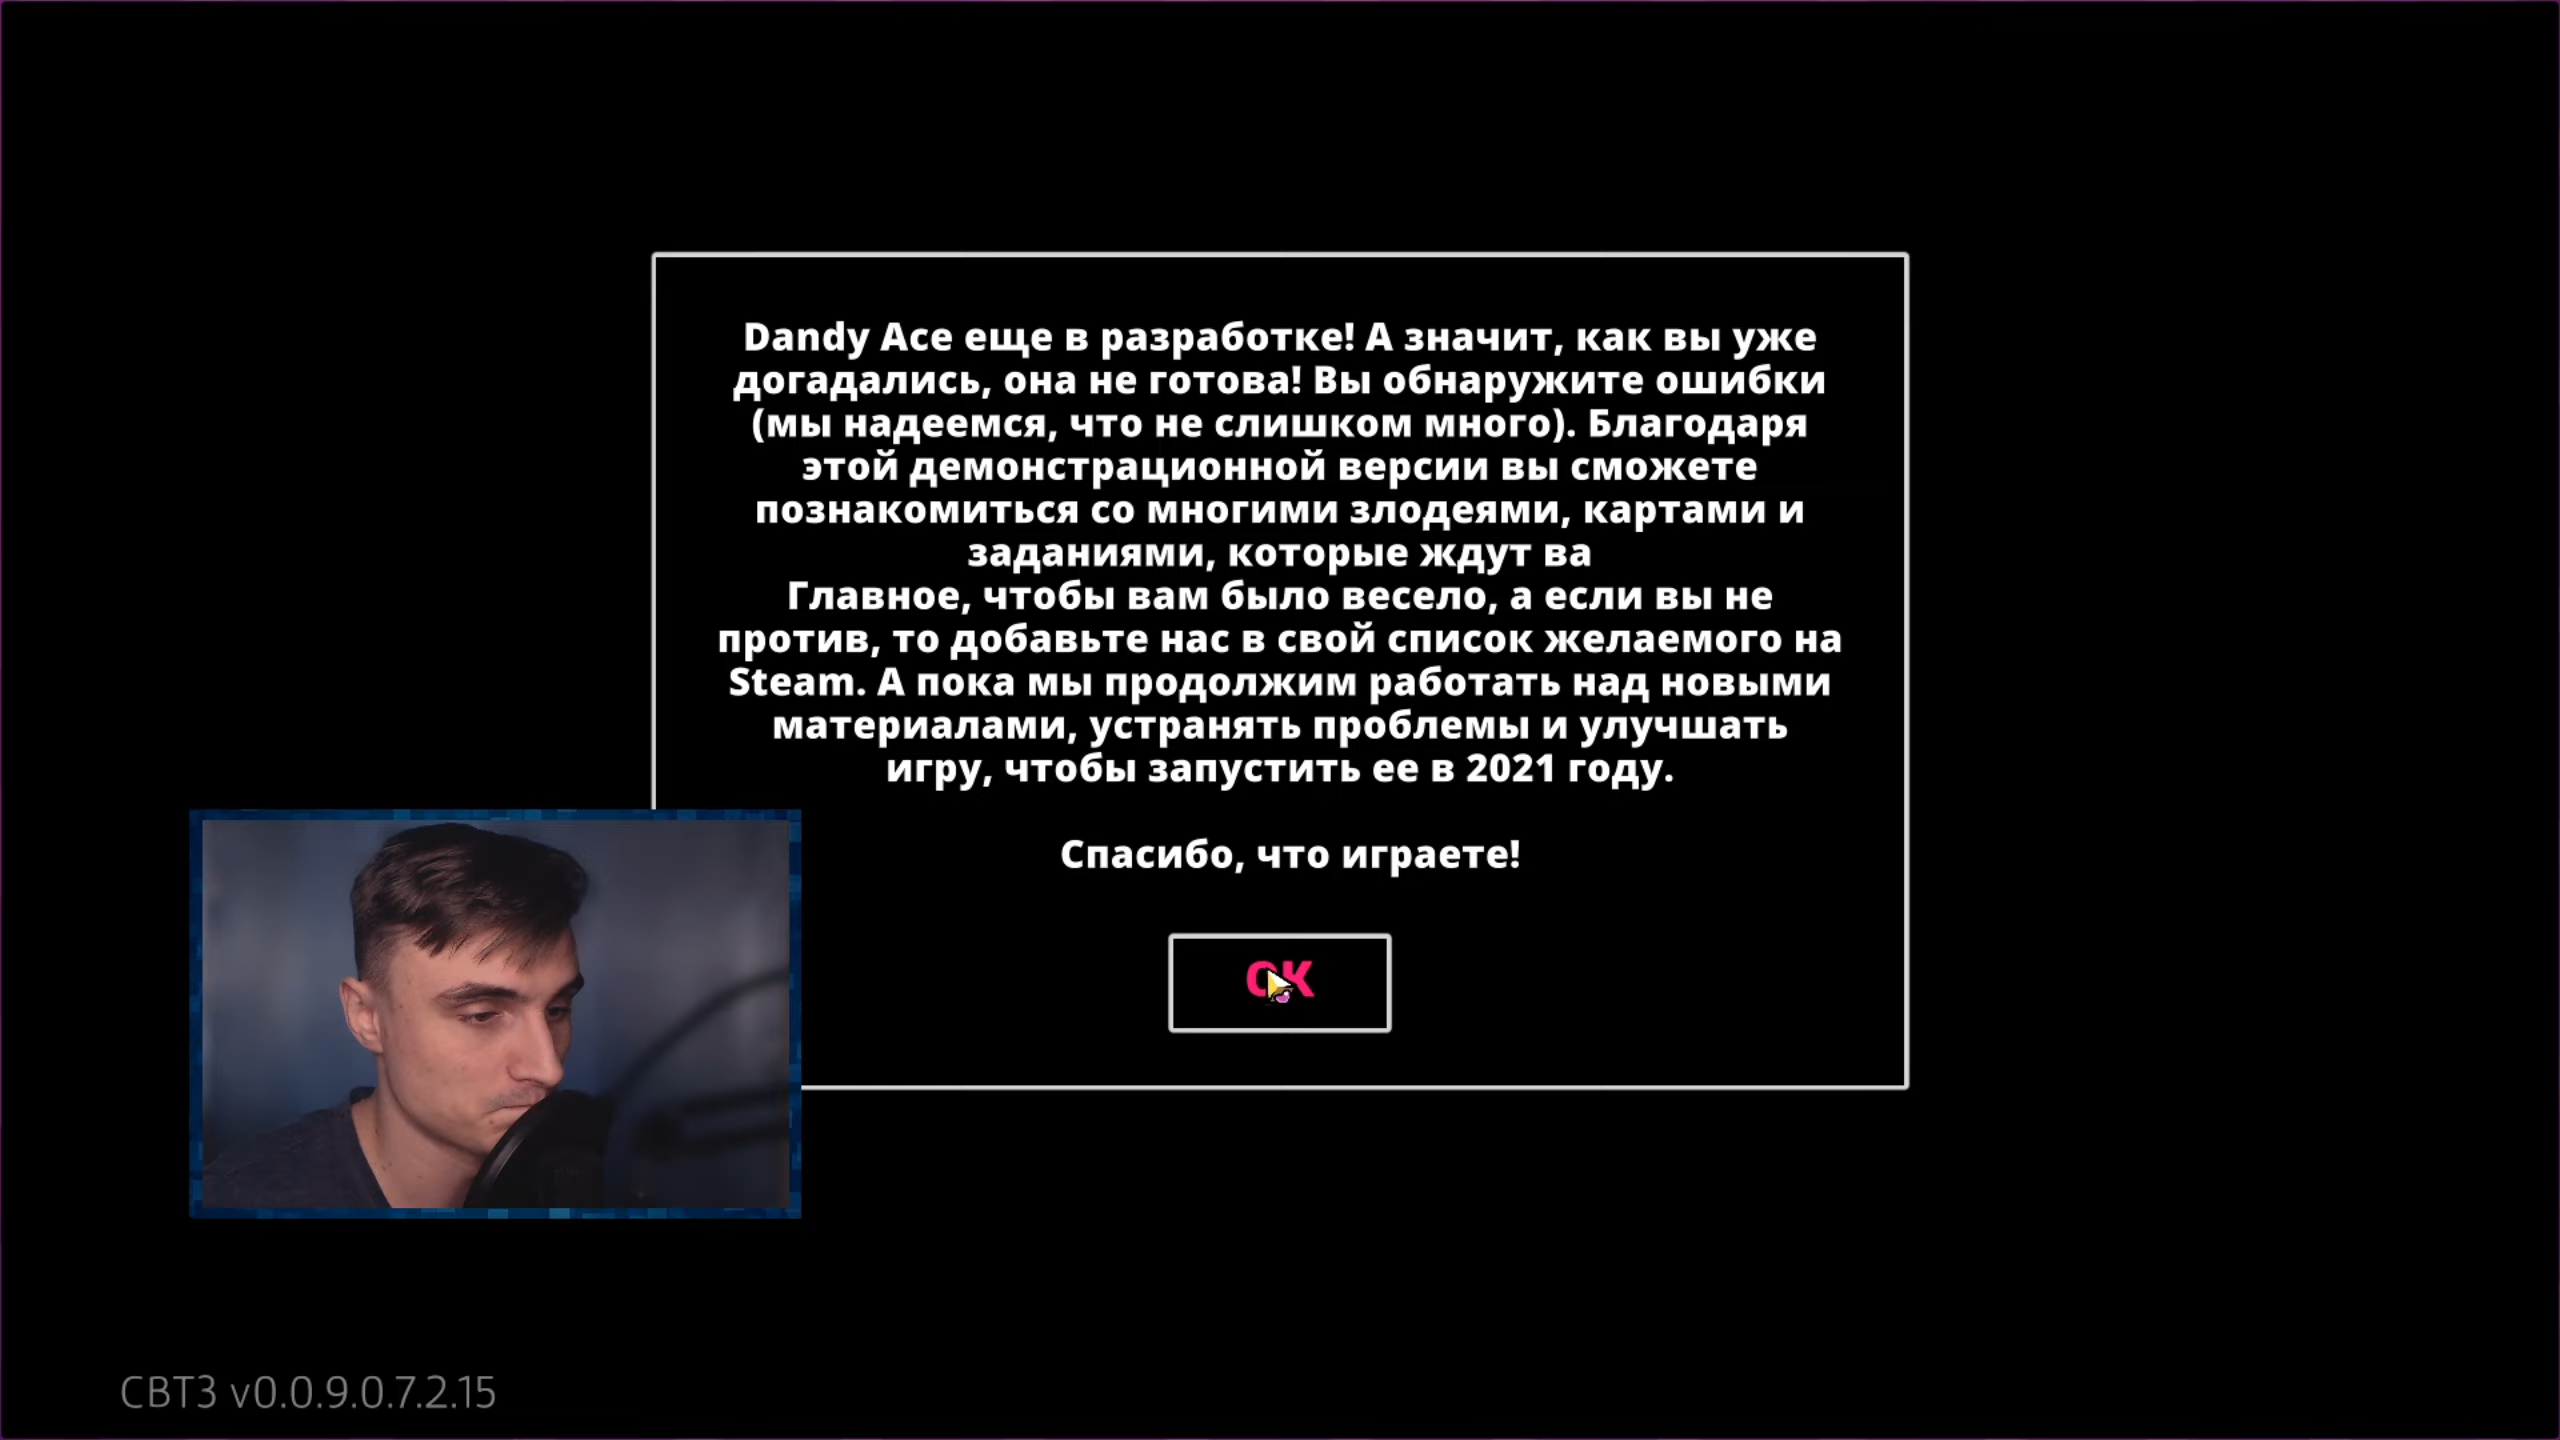 Dandy Ace еще в разработке! А значит, как вы уже
догадались, она не готова! Вы обнаружите ошибки
(мы надеемся, что не слишком много). Благодаря
этой демонстрационной версии вы сможете
познакомиться со многими злодеями, картами и
заданиями, которые ждут ва
Главное, чтобы вам было весело, а если вы не
против, то добавьте нас в свой список желаемого на
Steam. А пока мы продолжим работать над новыми
материалами, устранять проблемы и улучшать
игру, чтобы запустить ее в 2021 году.
Спасибо, что играете!
OK
CBT3 v0.0.9.0.7.2.15